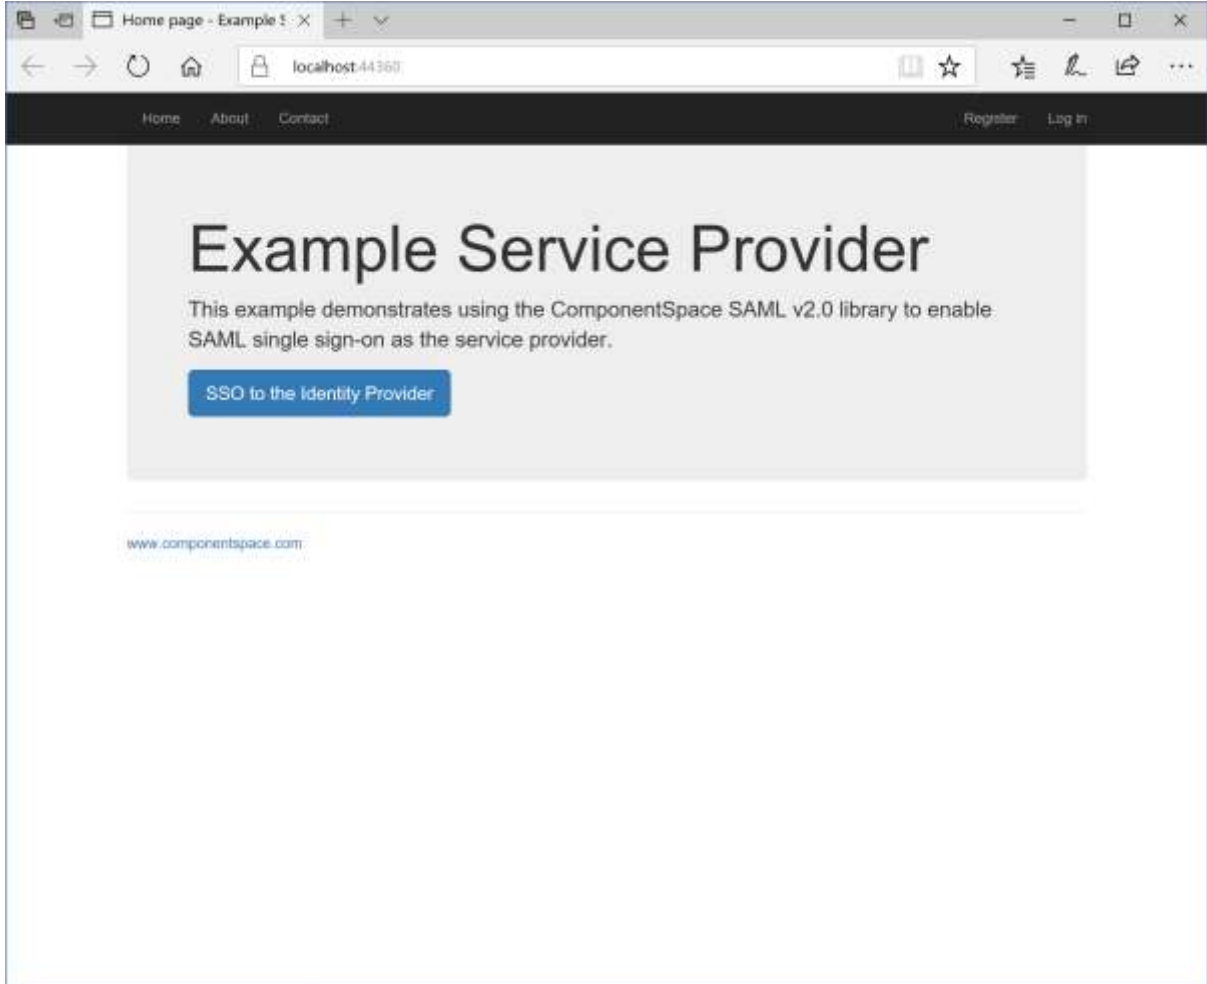 Home page - Example S
localhost:44360
Home About Contact Register Log in
Example Service Provider
This example demonstrates using the ComponentSpace SAML v2.0 library to enable
SAML single sign-on as the service provider.
SSO to the Identity Provider
www.componentspace.com